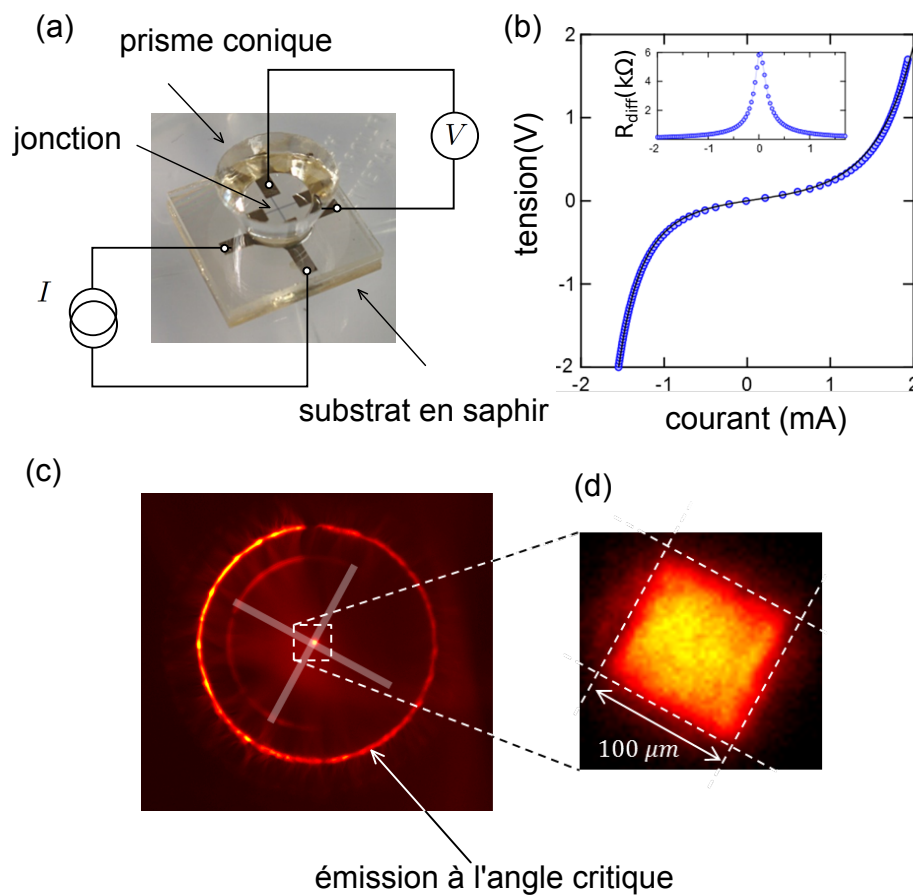 (a)
prisme conique
jonction
V
I
substrat en saphir
(b)
tension(V)
2
1
0
-1
-2
-2
-1
0
1
2
courant (mA)
R_diff(kΩ)
6
4
2
-2
-1
0
1
(c)
émission à l'angle critique
(d)
100 μm